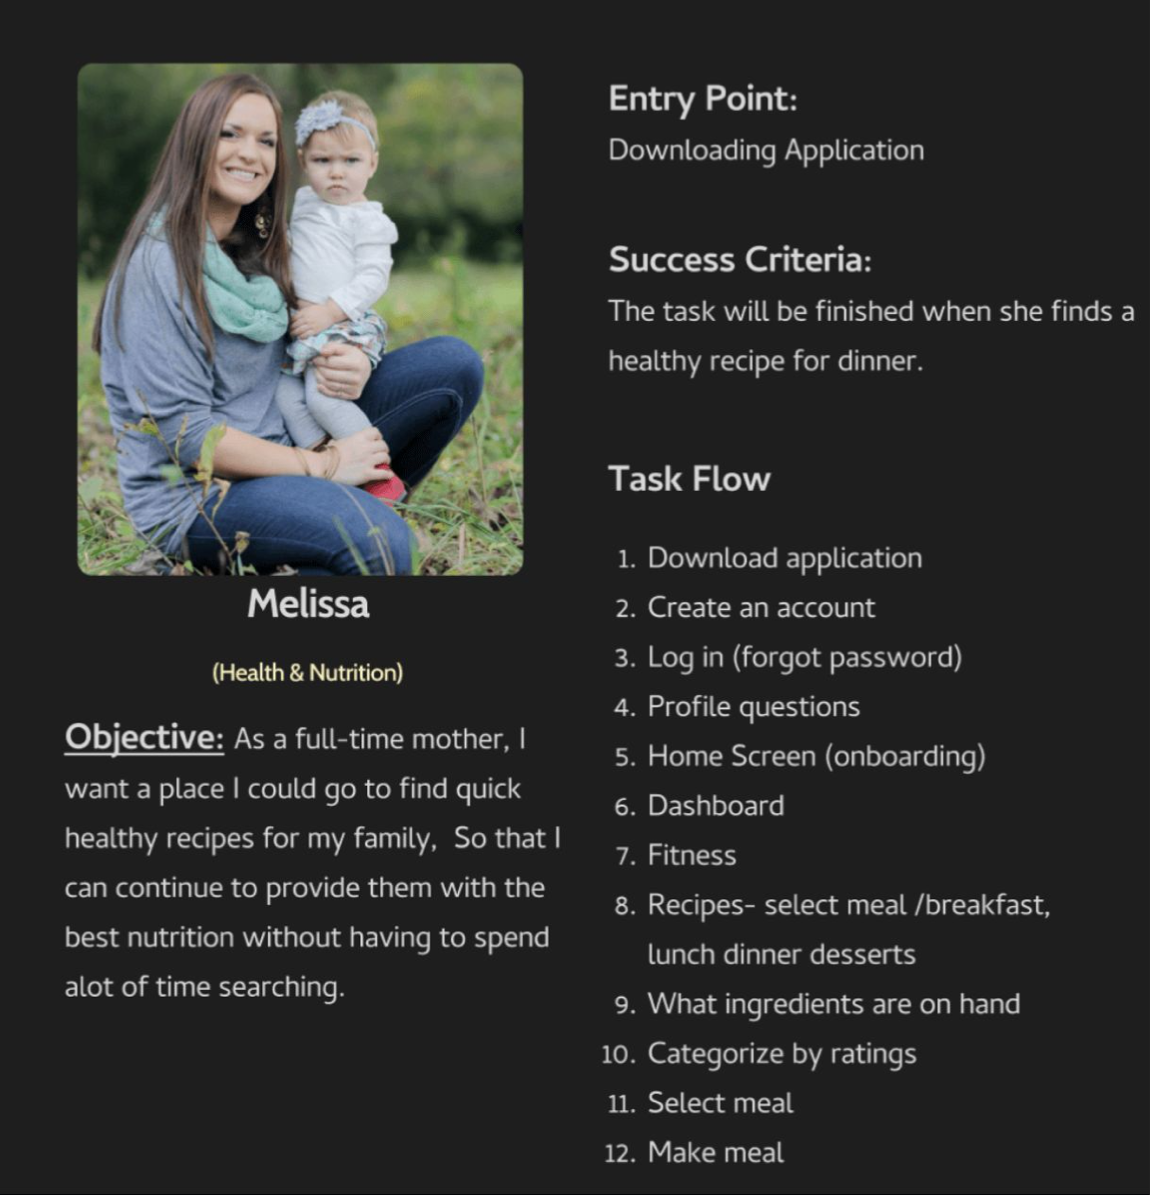 Melissa
(Health & Nutrition)
Objective: As a full-time mother, I
want a place I could go to find quick
healthy recipes for my family,  So that I
can continue to provide them with the
best nutrition without having to spend
alot of time searching.
Entry Point:
Downloading Application
Success Criteria:
The task will be finished when she finds a
healthy recipe for dinner.
Task Flow
1. Download application
2. Create an account
3. Log in (forgot password)
4. Profile questions
5. Home Screen (onboarding)
6. Dashboard
7. Fitness
8. Recipes- select meal /breakfast,
lunch dinner desserts
9. What ingredients are on hand
10. Categorize by ratings
11. Select meal
12. Make meal